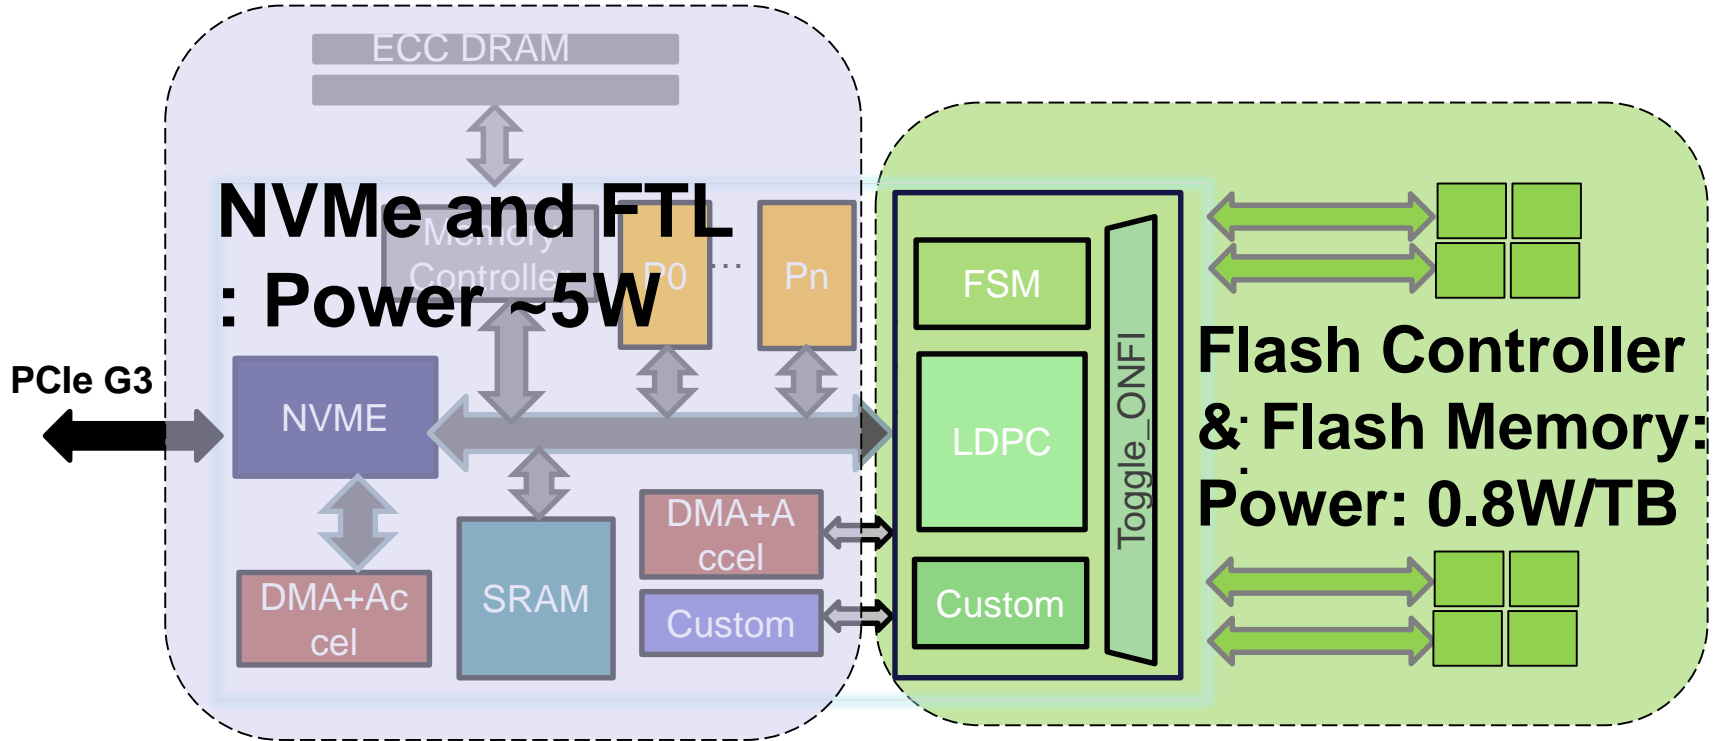 ECC DRAM
NVMe and FTL
: Power ~5W
Memory
Controller
P0
...
Pn
PCIe G3
NVME
DMA+Ac
cel
SRAM
DMA+A
ccel
Custom
FSM
LDPC
Custom
Toggle_ONFI
Flash Controller
& Flash Memory:
Power: 0.8W/TB